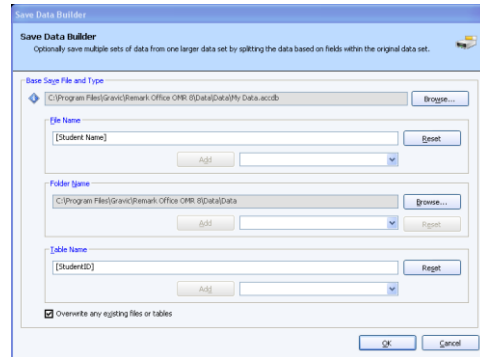 Save Data Builder
Save Data Builder
Optionally save multiple sets of data from one larger data set by splitting the data based on fields within the original data set.
Base Save File and Type
C:\Program Files\Gravic\Remark Office OMR 8\Data\Data\My Data.accdb
Browse...
File Name
[Student Name]
Reset
Add
Folder Name
C:\Program Files\Gravic\Remark Office OMR 8\Data\Data
Browse...
Add
Reset
Table Name
[StudentID]
Reset
Add
Overwrite any existing files or tables
OK
Cancel